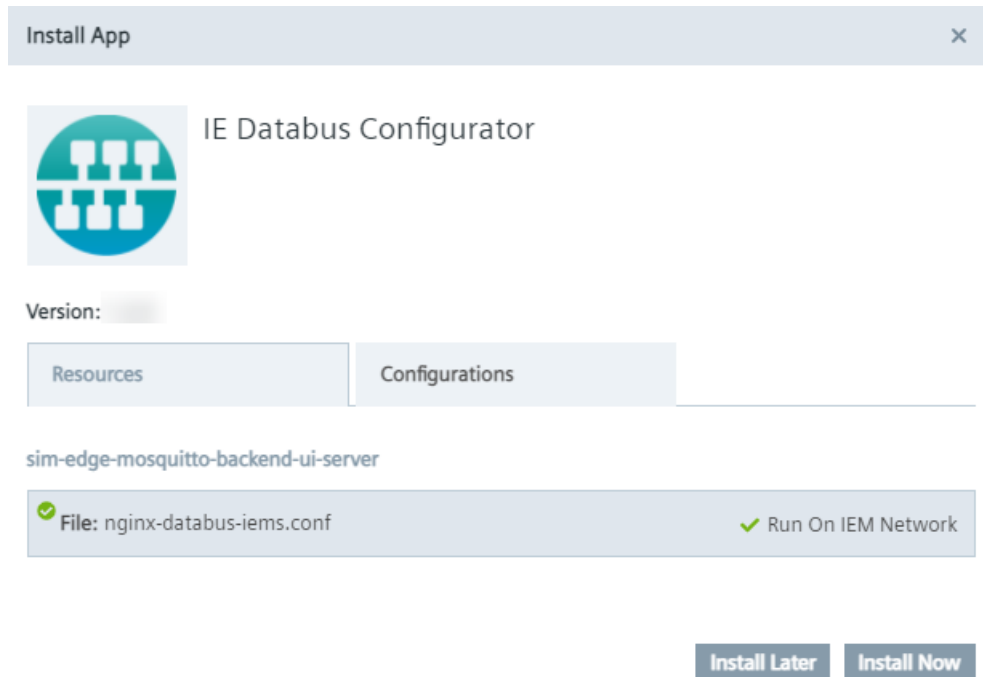 Install App
IE Databus Configurator
Version:
Resources
Configurations
sim-edge-mosquitto-backend-ui-server
File: nginx-databus-iems.conf
Run On IEM Network
Install Later
Install Now